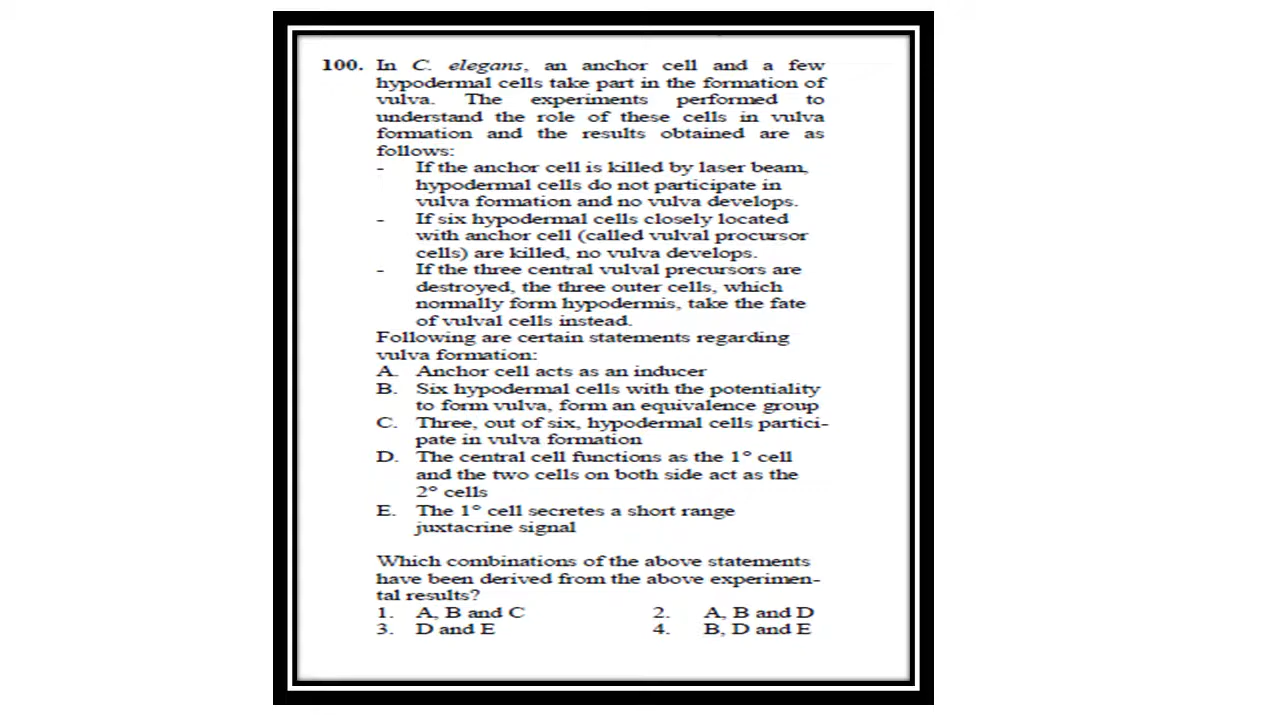 100. In C. elegans, an anchor cell and a few
hypodermal cells take part in the formation of
vulva. The experiments performed to
understand the role of these cells in vulva
formation and the results obtained are as
follows:
- If the anchor cell is killed by laser beam,
hypodermal cells do not participate in
vulva formation and no vulva develops.
- If six hypodermal cells closely located
with anchor cell (called vulval procursor
cells) are killed, no vulva develops.
- If the three central vulval precursors are
destroyed, the three outer cells, which
normally form hypodermis, take the fate
of vulval cells instead.
Following are certain statements regarding
vulva formation:
A. Anchor cell acts as an inducer
B. Six hypodermal cells with the potentiality
to form vulva, form an equivalence group
C. Three, out of six, hypodermal cells partici-
pate in vulva formation
D. The central cell functions as the 1° cell
and the two cells on both side act as the
2° cells
E. The 1° cell secretes a short range
juxtacrine signal
Which combinations of the above statements
have been derived from the above experimen-
tal results?
1. A, B and C 2. A, B and D
3. D and E 4. B, D and E